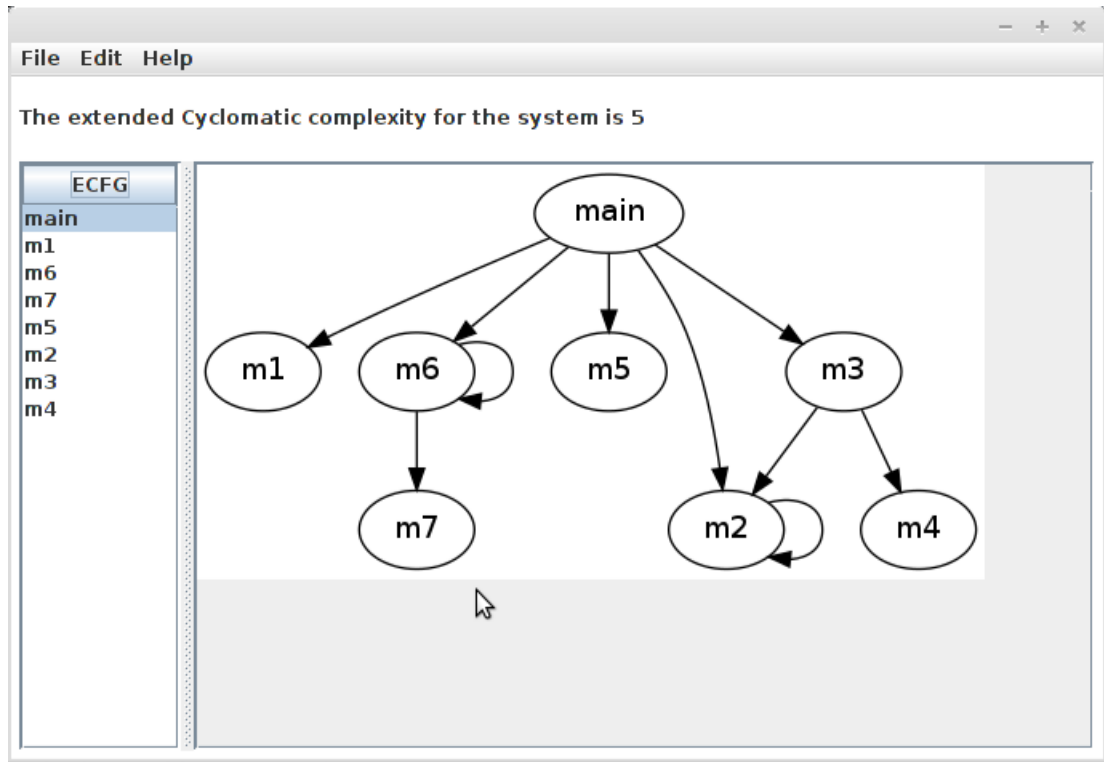 File Edit Help
The extended Cyclomatic complexity for the system is 5
ECFG
main
m1
m6
m7
m5
m2
m3
m4
main
m1 m6 m5 m3
m7 m2 m4